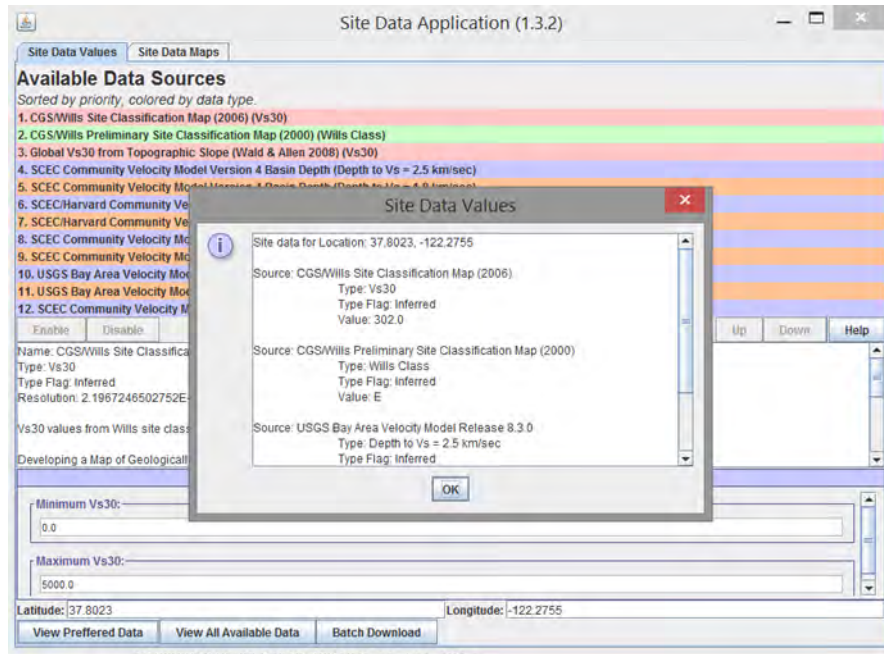 Site Data Application (1.3.2)
Site Data Values
Site Data Maps
Available Data Sources
Sorted by priority, colored by data type.
1. CGS/Wills Site Classification Map (2006) (Vs30)
2. CGS/Wills Preliminary Site Classification Map (2000) (Wills Class)
3. Global Vs30 from Topographic Slope (Wald & Allen 2008) (Vs30)
4. SCEC Community Velocity Model Version 4 Basin Depth (Depth to Vs = 2.5 km/sec)
5. SCEC Community Velocity Model Version 4 Basin Depth (Depth to Vs = 1.0 km/sec)
6. SCEC/Harvard Community Ve
7. SCEC/Harvard Community Ve
8. SCEC Community Velocity Mo
9. SCEC Community Velocity Mo
10. USGS Bay Area Velocity Mod
11. USGS Bay Area Velocity Mod
12. SCEC Community Velocity M
Enable
Disable
Up
Down
Help
Name: CGS/Wills Site Classifica
Type: Vs30
Type Flag: Inferred
Resolution: 2.1967246502752E-
Vs30 values from Wills site class
Developing a Map of Geologicall
Site Data Values
Site data for Location: 37.8023, -122.2755
Source: CGS/Wills Site Classification Map (2006)
Type: Vs30
Type Flag: Inferred
Value: 302.0
Source: CGS/Wills Preliminary Site Classification Map (2000)
Type: Wills Class
Type Flag: Inferred
Value: E
Source: USGS Bay Area Velocity Model Release 8.3.0
Type: Depth to Vs = 2.5 km/sec
Type Flag: Inferred
OK
Minimum Vs30:
0.0
Maximum Vs30:
5000.0
Latitude: 37.8023
Longitude: -122.2755
View Preffered Data
View All Available Data
Batch Download